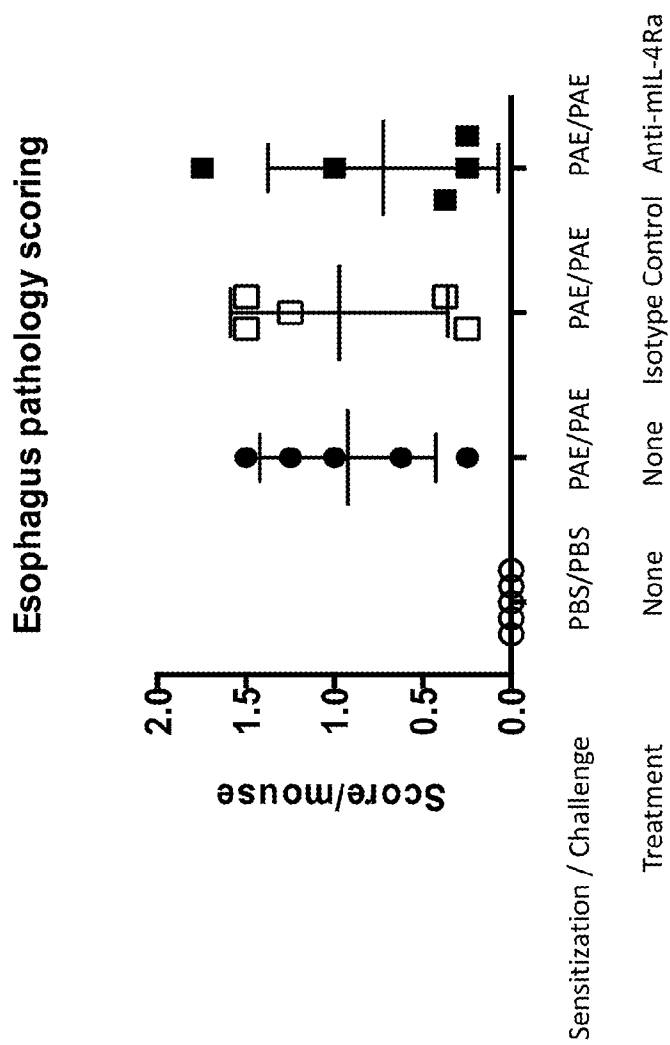 Esophagus pathology scoring
Score/mouse
2.0
1.5
1.0
0.5
0.0
Sensitization / Challenge PBS/PBS PAE/PAE PAE/PAE PAE/PAE
Treatment None None Isotype Control Anti-mIL-4Ra